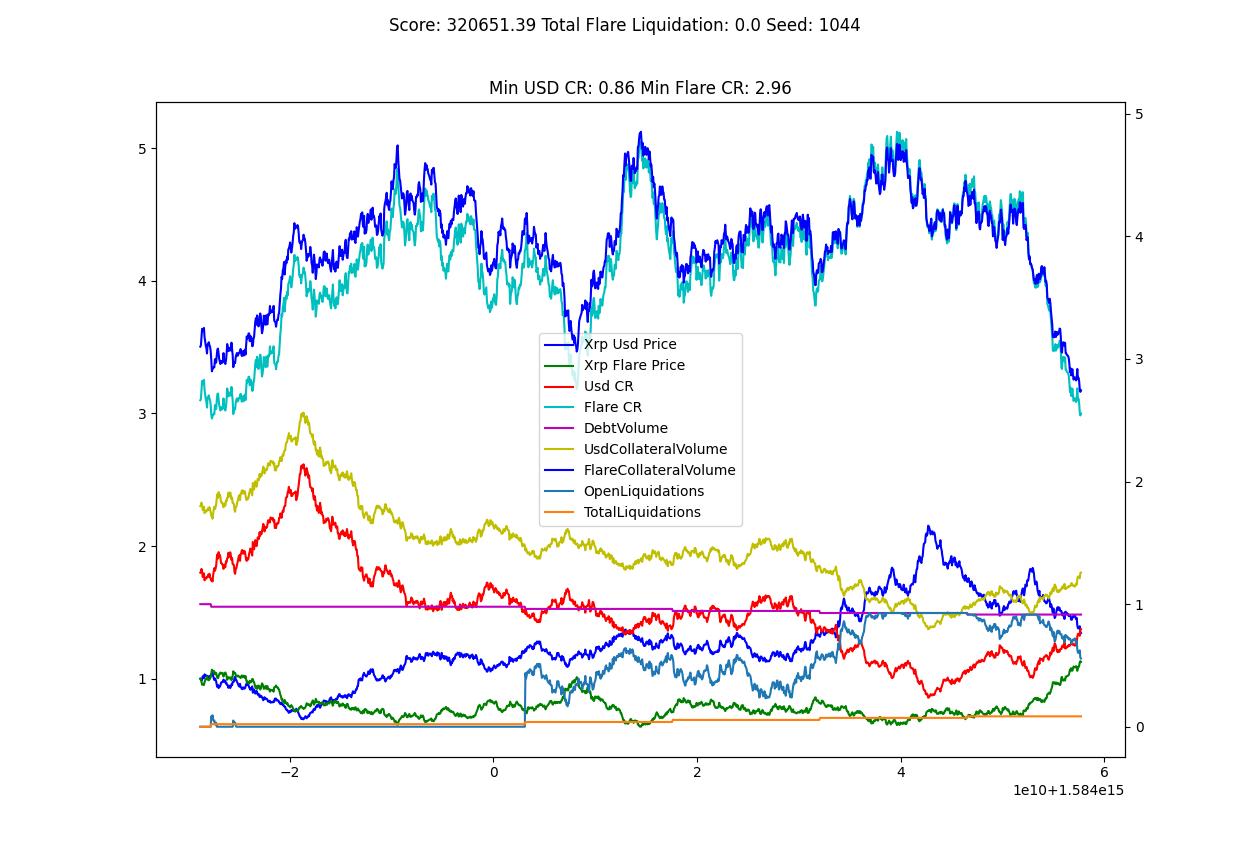 Score: 320651.39 Total Flare Liquidation: 0.0 Seed: 1044
Min USD CR: 0.86 Min Flare CR: 2.96
5
4
3
2
1
5
4
3
2
1
0
Xrp Usd Price
Xrp Flare Price
Usd CR
Flare CR
DebtVolume
UsdCollateralVolume
FlareCollateralVolume
OpenLiquidations
TotalLiquidations
−2 0 2 4 6
1e10+1.584e15